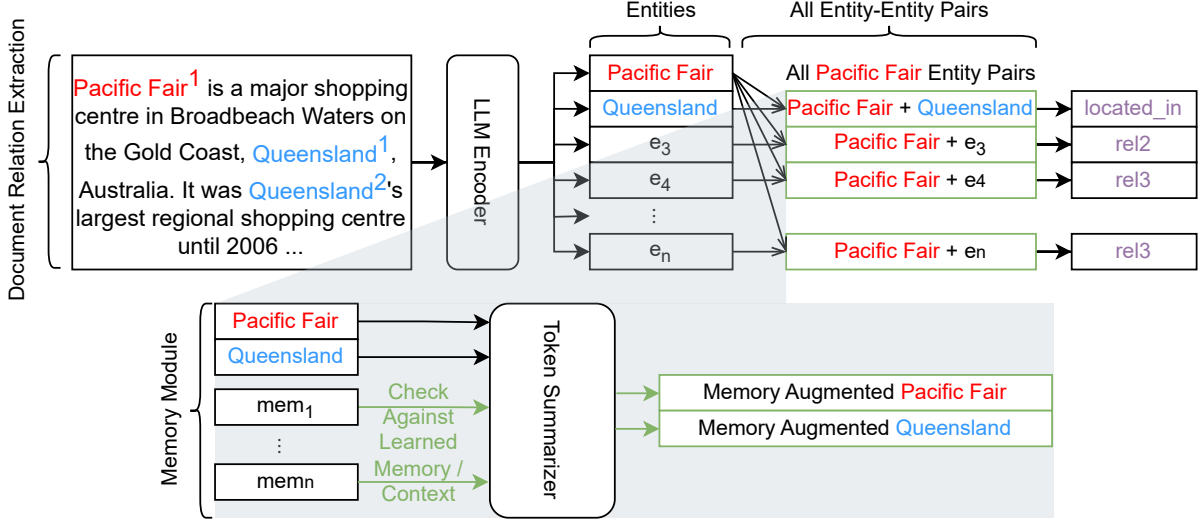 Document Relation Extraction
Pacific Fair1 is a major shopping
centre in Broadbeach Waters on
the Gold Coast, Queensland1,
Australia. It was Queensland2's
largest regional shopping centre
until 2006 ...
LLM Encoder
Entities
Pacific Fair
Queensland
e3
e4
⋮
en
All Entity-Entity Pairs
All Pacific Fair Entity Pairs
Pacific Fair + Queensland
Pacific Fair + e3
Pacific Fair + e4
Pacific Fair + en
located_in
rel2
rel3
rel3
Memory Module
Pacific Fair
Queensland
mem1
⋮
memn
Check
Against
Learned
Memory /
Context
Token Summarizer
Memory Augmented Pacific Fair
Memory Augmented Queensland